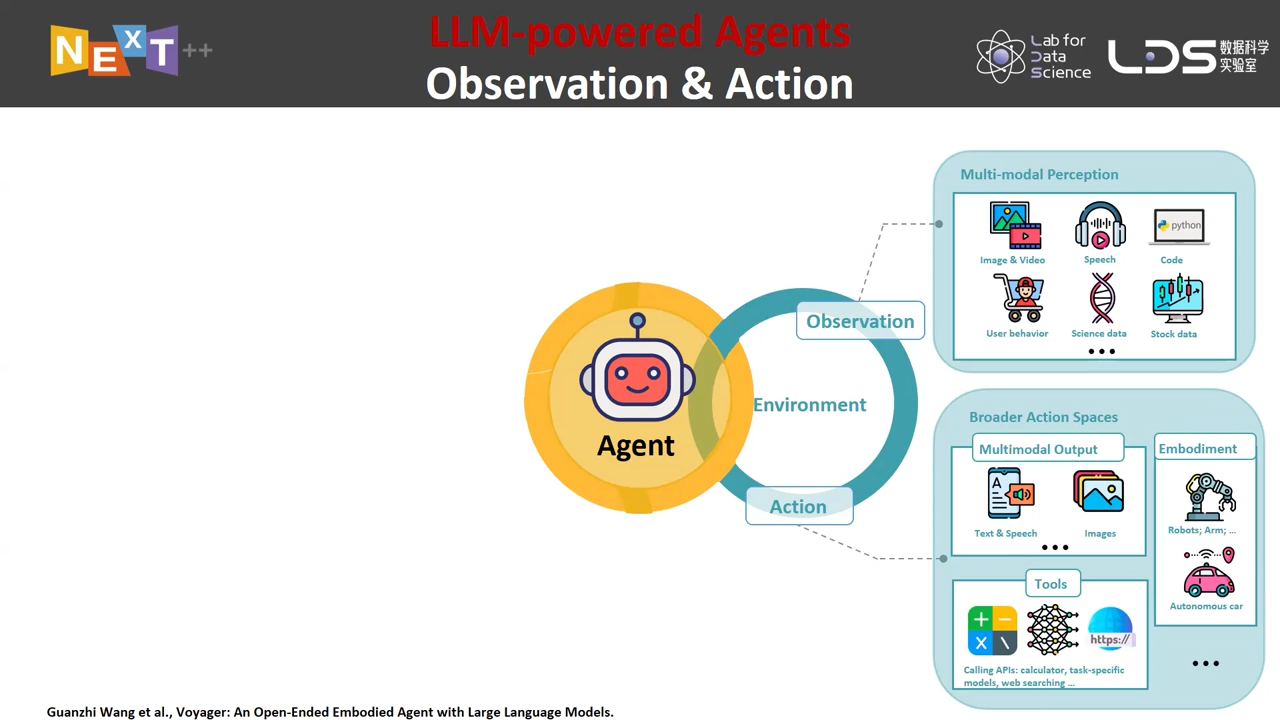 NExT++
LLM-powered Agents
Observation & Action
Lab for
Data
Science
LDS
数据科学
实验室
Multi-modal Perception
python
Image & Video
Speech
Code
User behavior
Science data
Stock data
...
Observation
Environment
Agent
Action
Broader Action Spaces
Multimodal Output
Embodiment
A
Text & Speech
Images
...
Robots; Arm; ...
Autonomous car
Tools
+ −
X \
https://
Calling APIs: calculator, task-specific
models, web searching ...
...
Guanzhi Wang et al., Voyager: An Open-Ended Embodied Agent with Large Language Models.